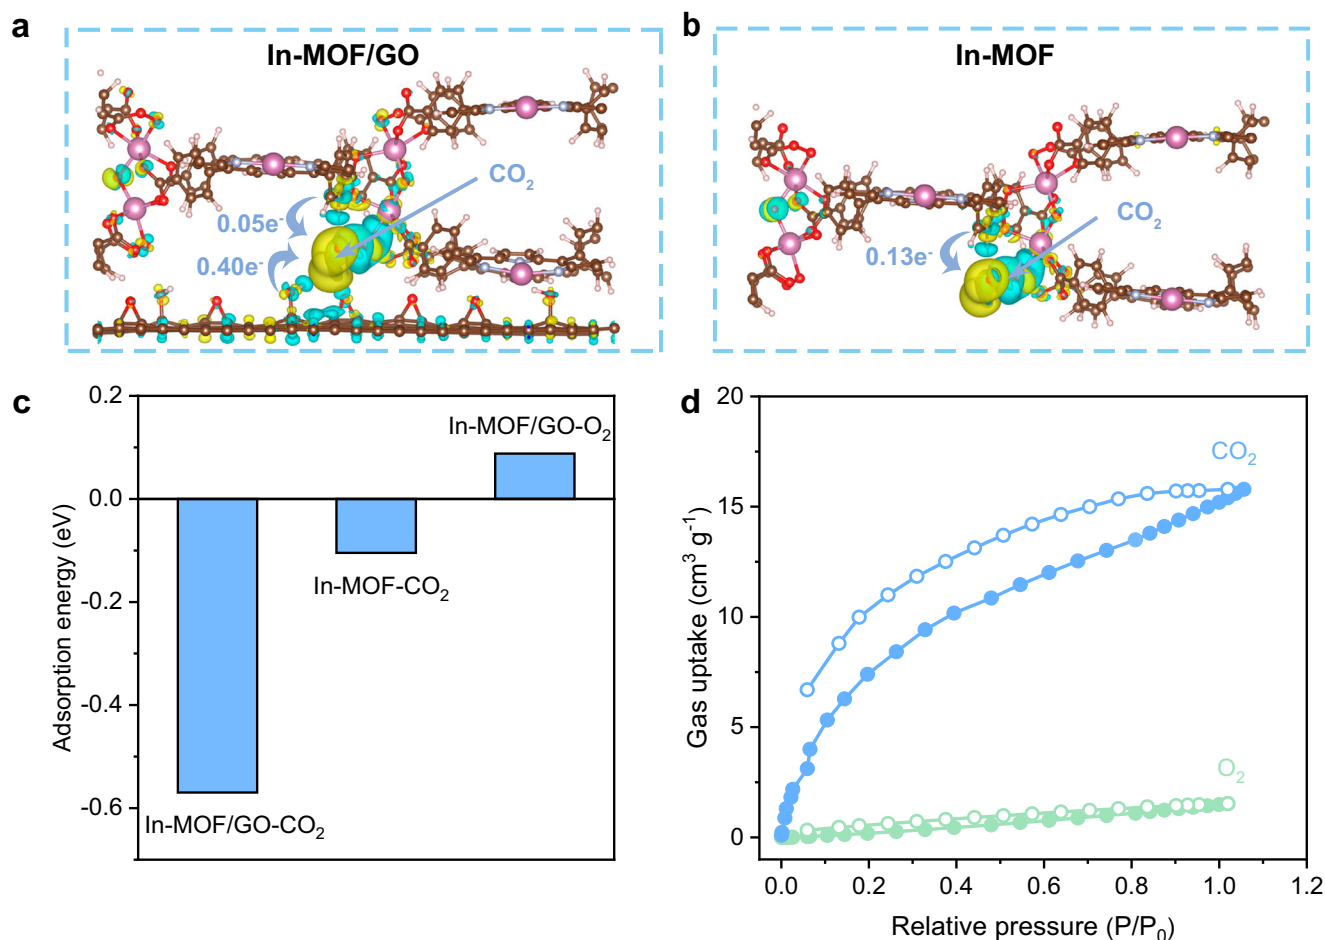 a
In-MOF/GO
CO₂
0.05e⁻
0.40e⁻
b
In-MOF
CO₂
0.13e⁻
c
Adsorption energy (eV)
0.2
0.0
-0.2
-0.4
-0.6
In-MOF/GO-O₂
In-MOF-CO₂
In-MOF/GO-CO₂
d
Gas uptake (cm³ g⁻¹)
20
15
10
5
0
CO₂
O₂
0.0 0.2 0.4 0.6 0.8 1.0 1.2
Relative pressure (P/P₀)